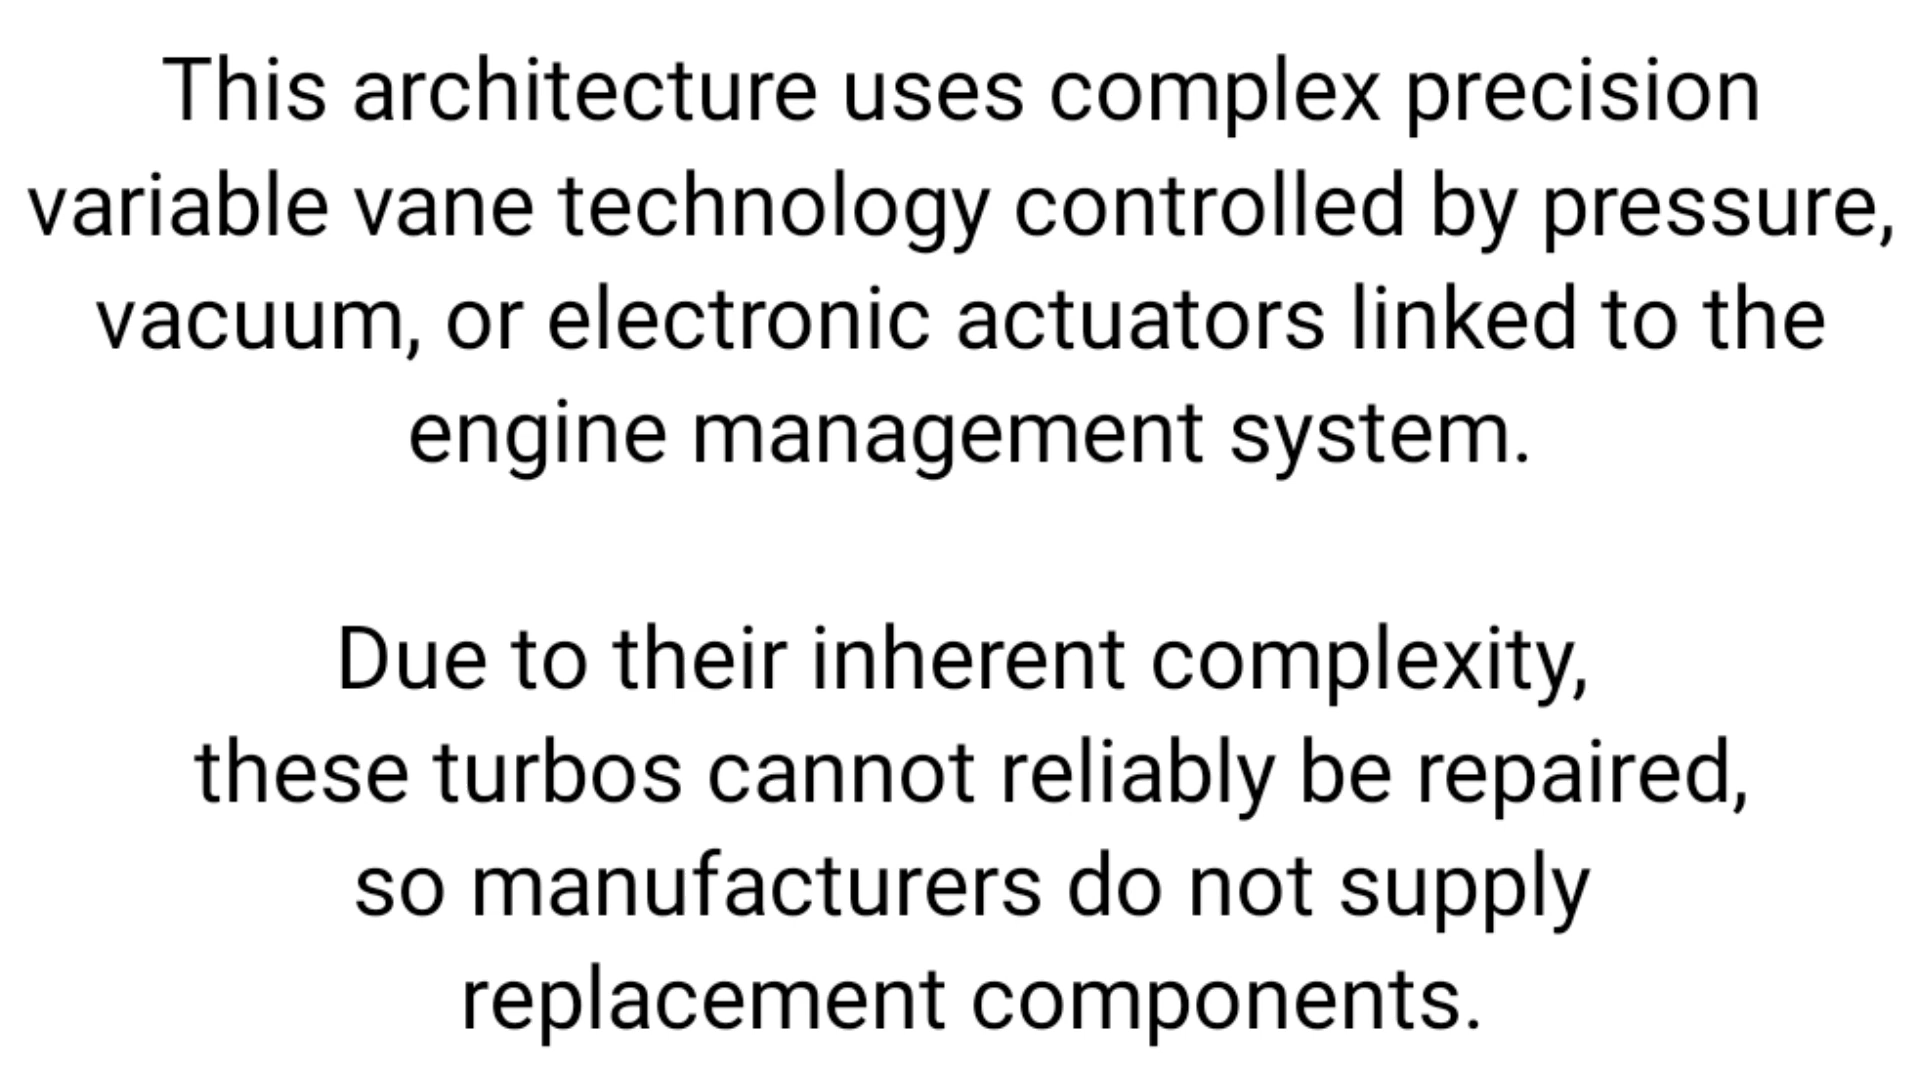 This architecture uses complex precision
variable vane technology controlled by pressure,
vacuum, or electronic actuators linked to the
engine management system.
Due to their inherent complexity,
these turbos cannot reliably be repaired,
so manufacturers do not supply
replacement components.